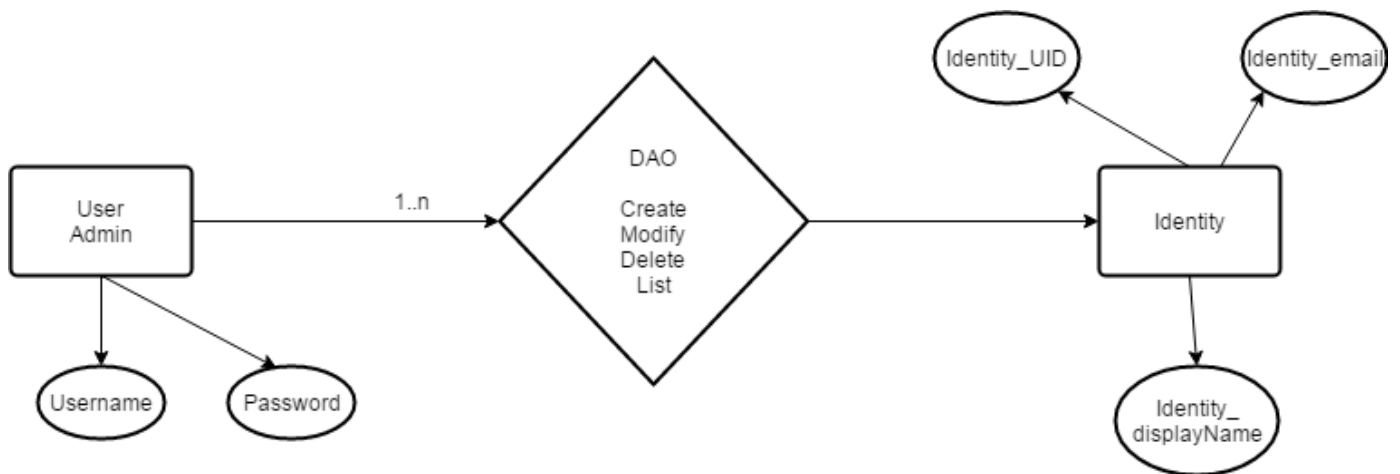 Identity_UID
Identity_email
User
Admin
1..n
DAO
Create
Modify
Delete
List
Identity
Username
Password
Identity_
displayName